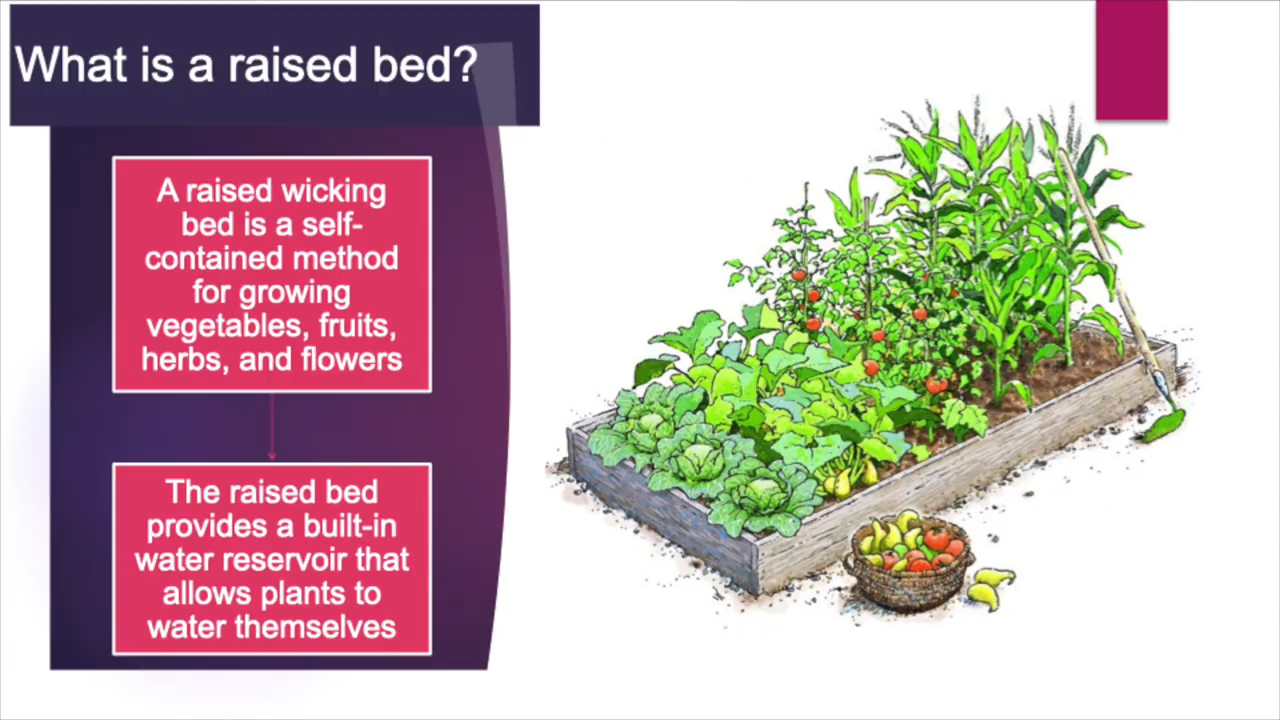 What is a raised bed?
A raised wicking
bed is a self-
contained method
for growing
vegetables, fruits,
herbs, and flowers
The raised bed
provides a built-in
water reservoir that
allows plants to
water themselves